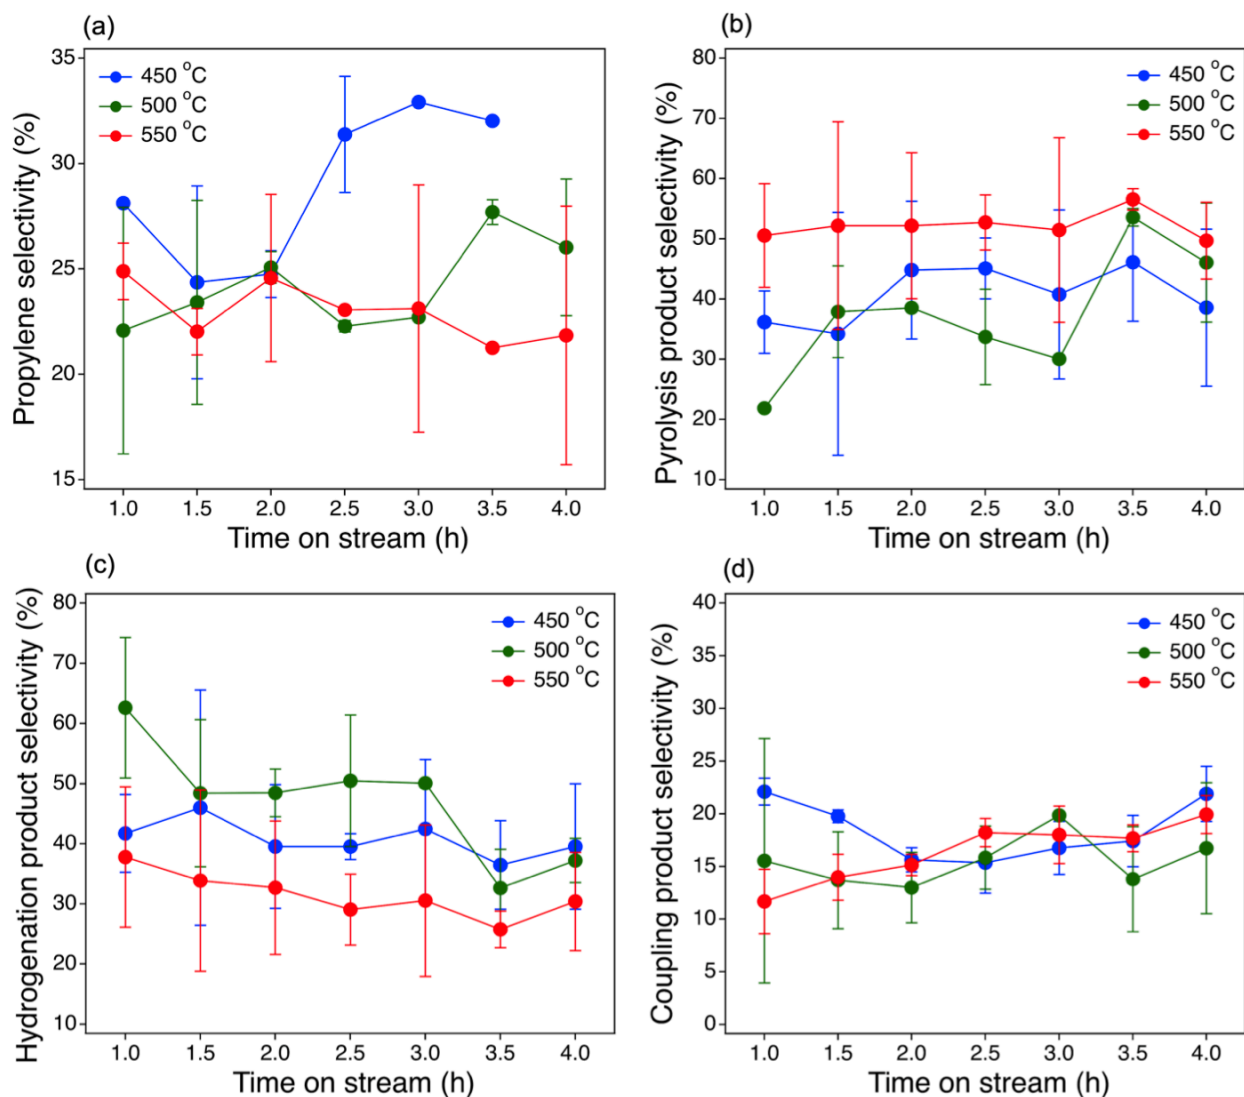 (a)
Propylene selectivity (%)
35
30
25
20
15
450 °C
500 °C
550 °C
1.0 1.5 2.0 2.5 3.0 3.5 4.0
Time on stream (h)
(b)
Pyrolysis product selectivity (%)
80
70
60
50
40
30
20
10
450 °C
500 °C
550 °C
1.0 1.5 2.0 2.5 3.0 3.5 4.0
Time on stream (h)
(c)
Hydrogenation product selectivity (%)
80
70
60
50
40
30
20
10
450 °C
500 °C
550 °C
1.0 1.5 2.0 2.5 3.0 3.5 4.0
Time on stream (h)
(d)
Coupling product selectivity (%)
40
35
30
25
20
15
10
5
0
450 °C
500 °C
550 °C
1.0 1.5 2.0 2.5 3.0 3.5 4.0
Time on stream (h)